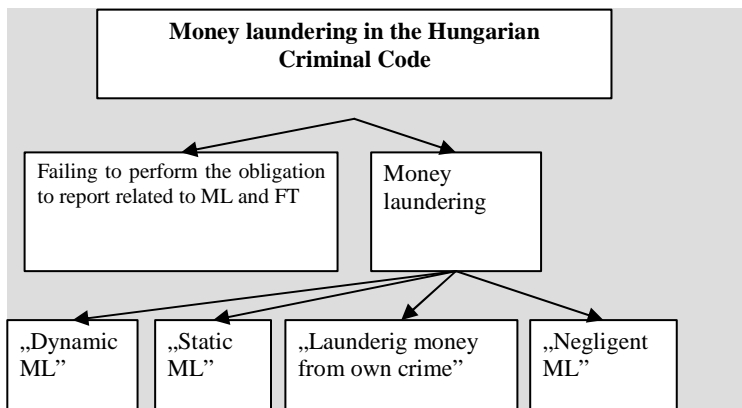 Money laundering in the Hungarian
Criminal Code
Failing to perform the obligation
to report related to ML and FT
Money
laundering
„Dynamic
ML”
„Static
ML”
„Launderig money
from own crime”
„Negligent
ML”